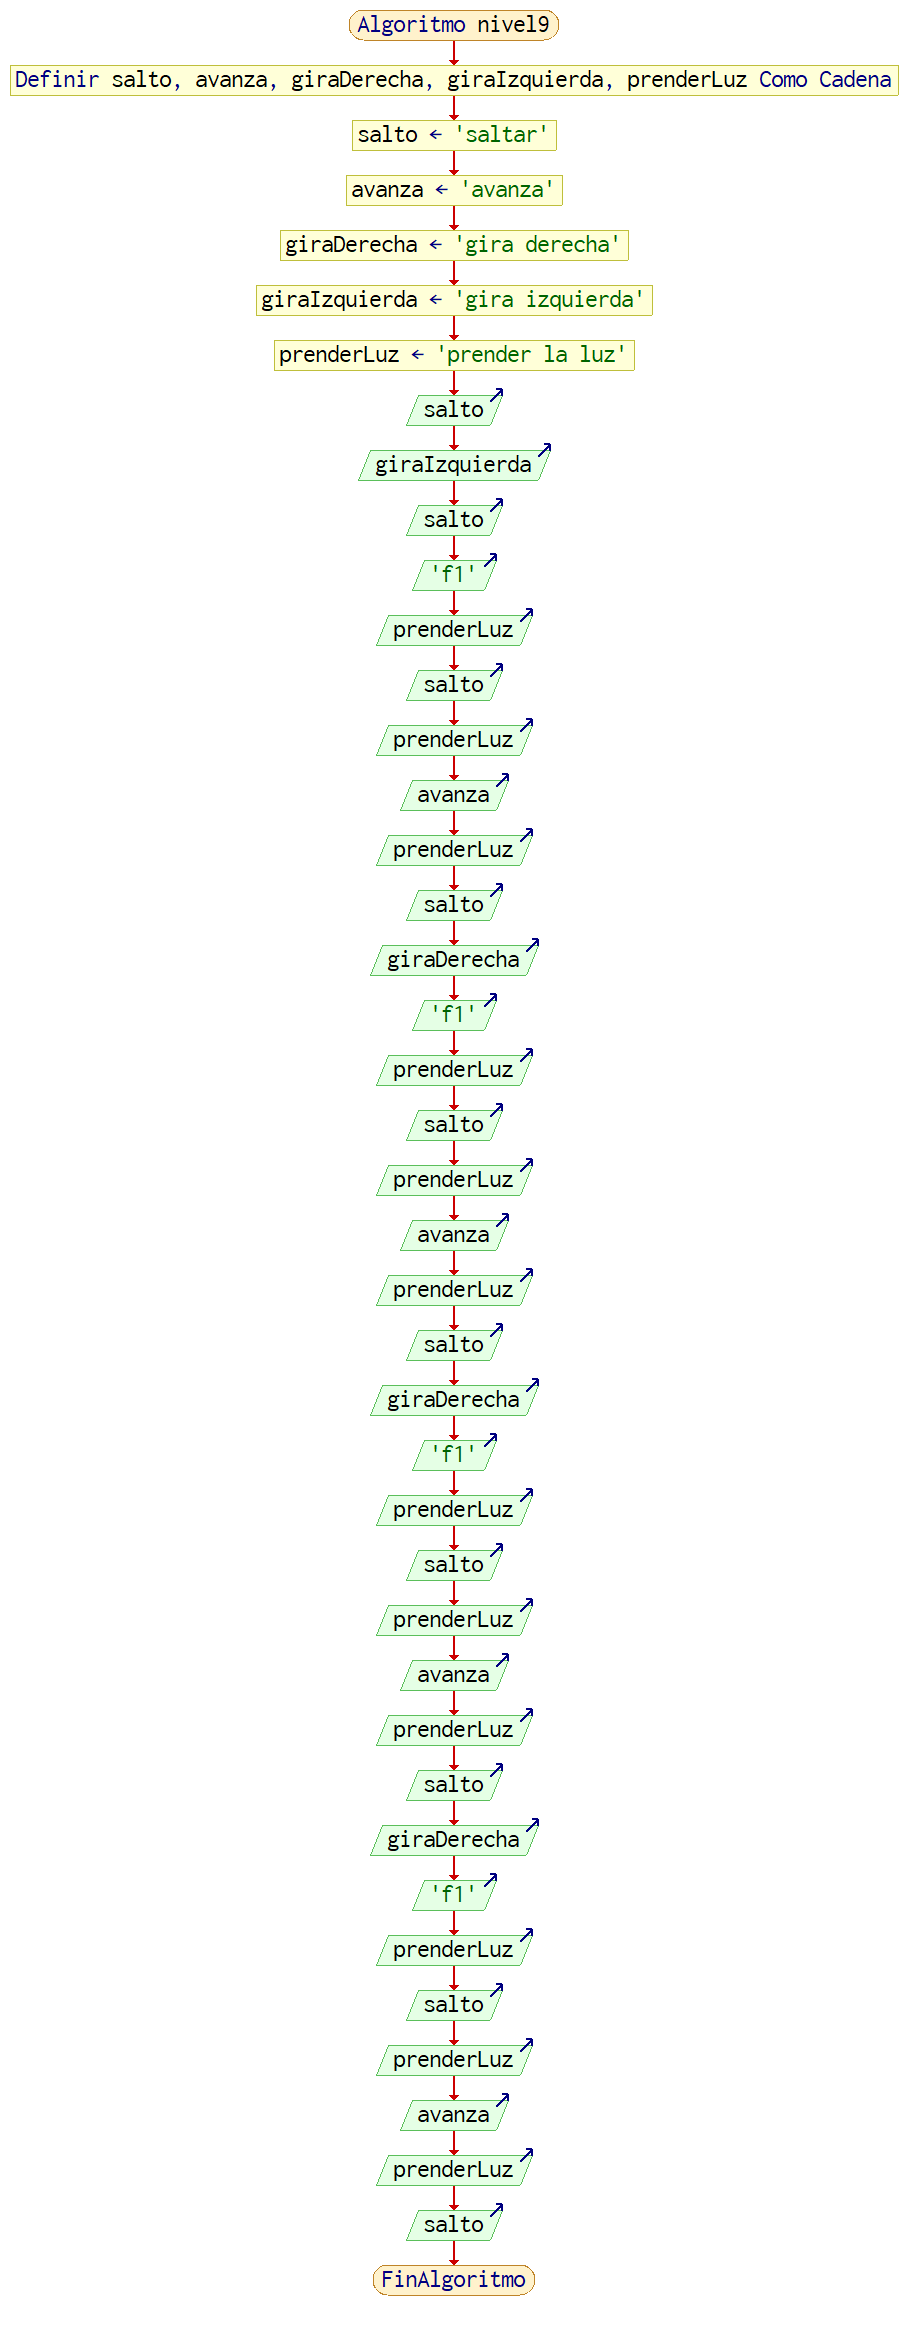 Algoritmo nivel9
Definir salto, avanza, giraDerecha, giraIzquierda, prenderLuz Como Cadena
salto ← 'saltar'
avanza ← 'avanza'
giraDerecha ← 'gira derecha'
giraIzquierda ← 'gira izquierda'
prenderLuz ← 'prender la luz'
salto
giraIzquierda
salto
'f1'
prenderLuz
salto
prenderLuz
avanza
prenderLuz
salto
giraDerecha
'f1'
prenderLuz
salto
prenderLuz
avanza
prenderLuz
salto
giraDerecha
'f1'
prenderLuz
salto
prenderLuz
avanza
prenderLuz
salto
giraDerecha
'f1'
prenderLuz
salto
prenderLuz
avanza
prenderLuz
salto
FinAlgoritmo